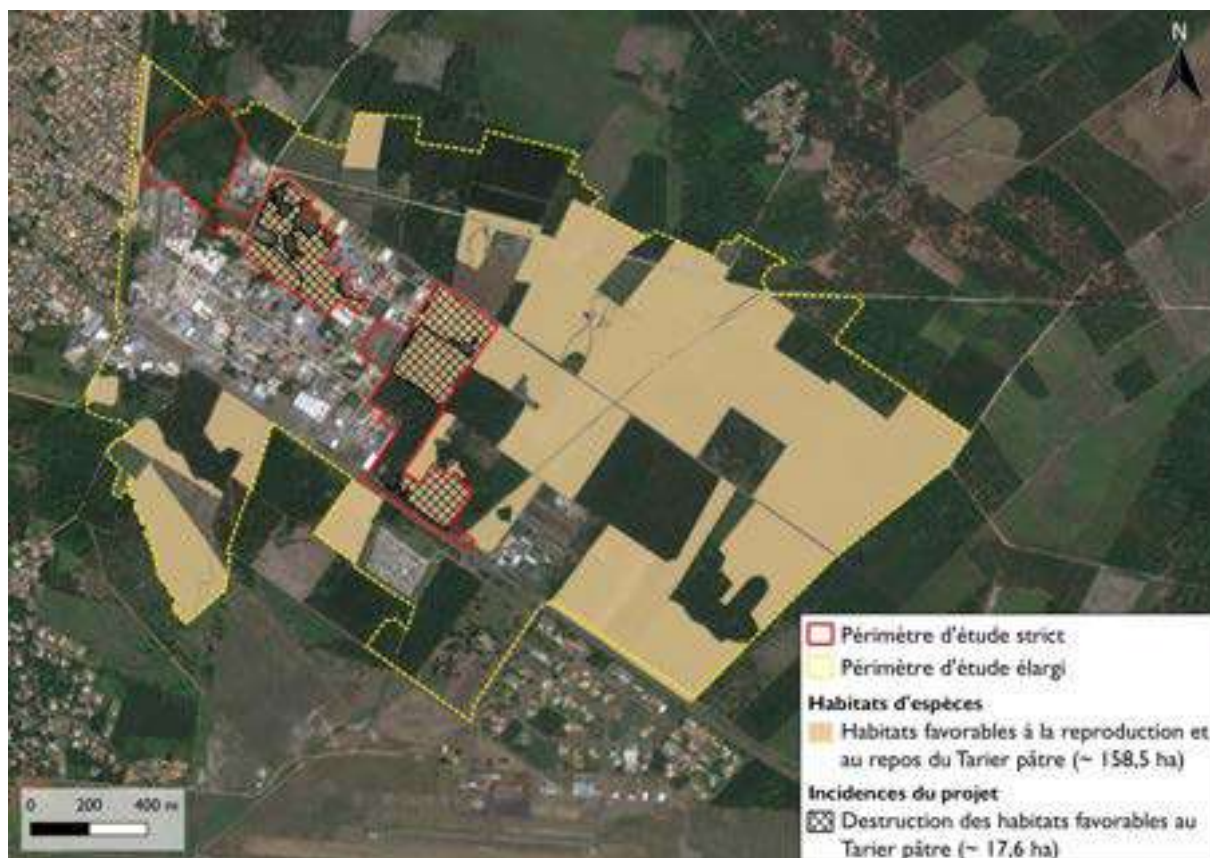 N
Périmètre d'étude strict
Périmètre d'étude élargi
Habitats d'espèces
Habitats favorables à la reproduction et
au repos du Tarier pâtre (~ 158,5 ha)
Incidences du projet
Destruction des habitats favorables au
Tarier pâtre (~ 17,6 ha)
0 200 400 m